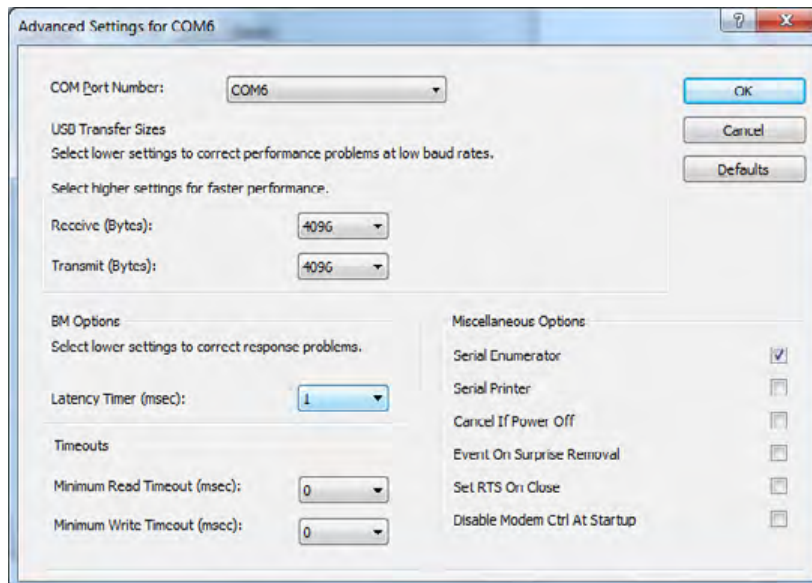 Advanced Settings for COM6
COM Port Number:
COM6
OK
USB Transfer Sizes
Cancel
Select lower settings to correct performance problems at low baud rates.
Defaults
Select higher settings for faster performance.
Receive (Bytes):
4096
Transmit (Bytes):
4096
BM Options
Miscellaneous Options
Select lower settings to correct response problems.
Serial Enumerator
Serial Printer
Latency Timer (msec):
1
Cancel If Power Off
Timeouts
Event On Surprise Removal
Minimum Read Timeout (msec):
0
Set RTS On Close
Minimum Write Timeout (msec):
0
Disable Modem Ctrl At Startup